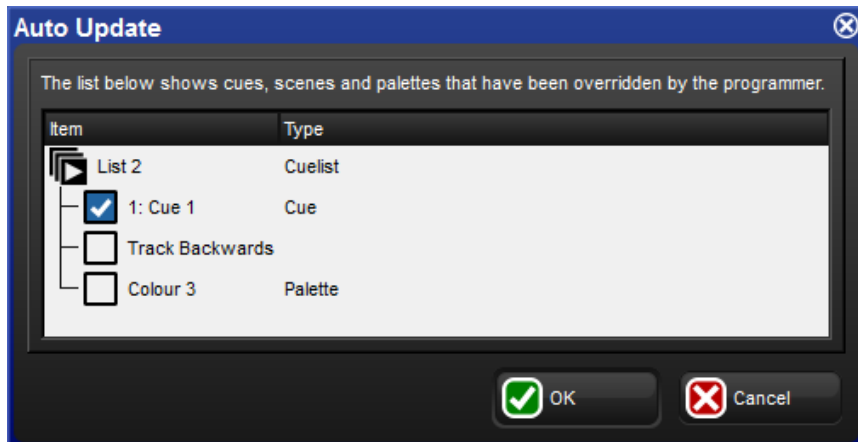 Auto Update
The list below shows cues, scenes and palettes that have been overridden by the programmer.
Item Type
List 2 Cuelist
1: Cue 1 Cue
Track Backwards
Colour 3 Palette
OK Cancel